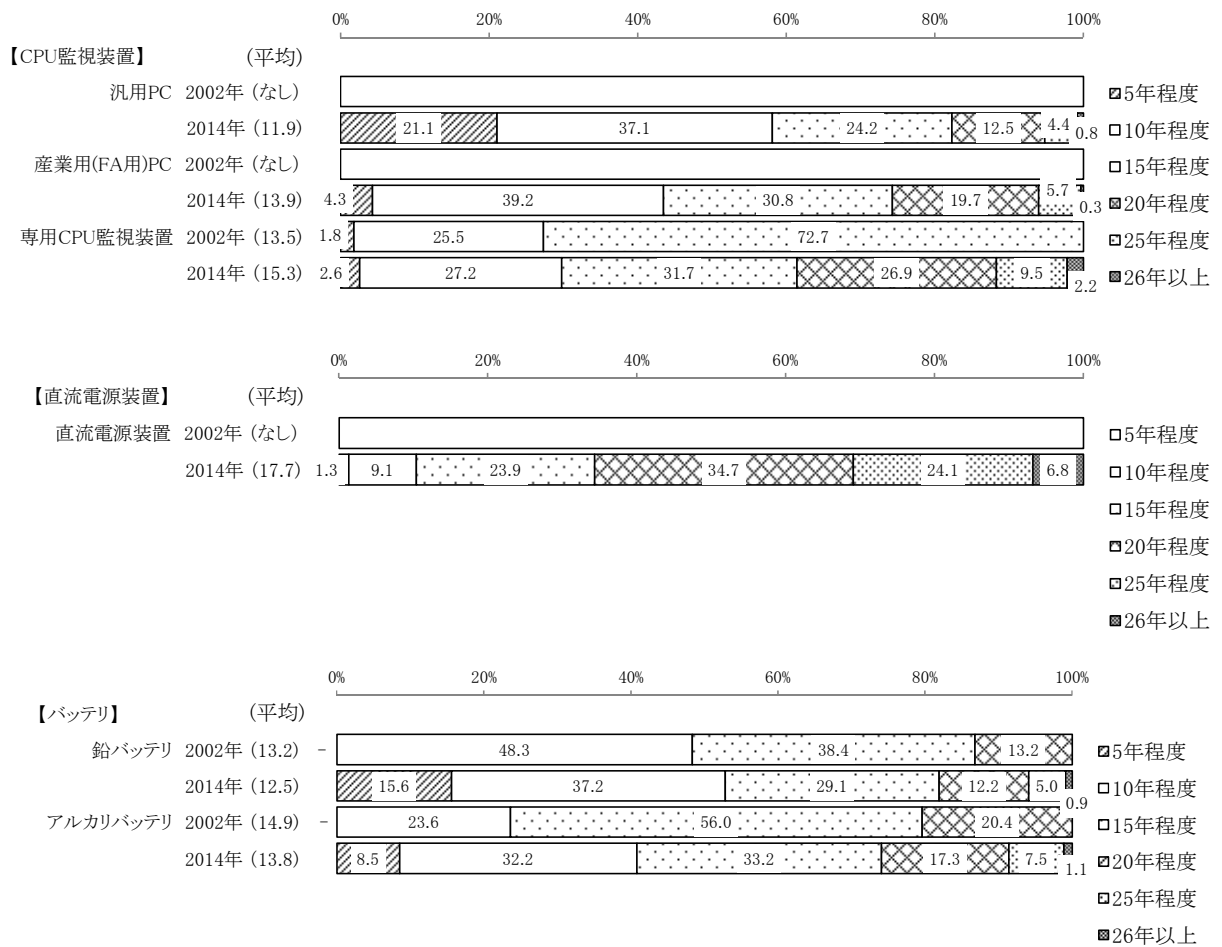 0% 20% 40% 60% 80% 100%
【CPU監視装置】 (平均)
汎用PC 2002年 (なし)
2014年 (11.9) 21.1 37.1 24.2 12.5 4.4 0.8
産業用(FA用)PC 2002年 (なし)
2014年 (13.9) 4.3 39.2 30.8 19.7 5.7 0.3
専用CPU監視装置 2002年 (13.5) 1.8 25.5 72.7
2014年 (15.3) 2.6 27.2 31.7 26.9 9.5 2.2
5年程度
10年程度
15年程度
20年程度
25年程度
26年以上
0% 20% 40% 60% 80% 100%
【直流電源装置】 (平均)
直流電源装置 2002年 (なし)
2014年 (17.7) 1.3 9.1 23.9 34.7 24.1 6.8
5年程度
10年程度
15年程度
20年程度
25年程度
26年以上
0% 20% 40% 60% 80% 100%
【バッテリ】 (平均)
鉛バッテリ 2002年 (13.2) - 48.3 38.4 13.2
2014年 (12.5) 15.6 37.2 29.1 12.2 5.0 0.9
アルカリバッテリ 2002年 (14.9) - 23.6 56.0 20.4
2014年 (13.8) 8.5 32.2 33.2 17.3 7.5 1.1
5年程度
10年程度
15年程度
20年程度
25年程度
26年以上